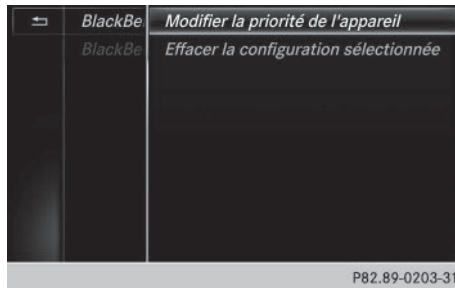 BlackBe Modifier la priorité de l'appareil
BlackBe Effacer la configuration sélectionnée
P82.89-0203-31